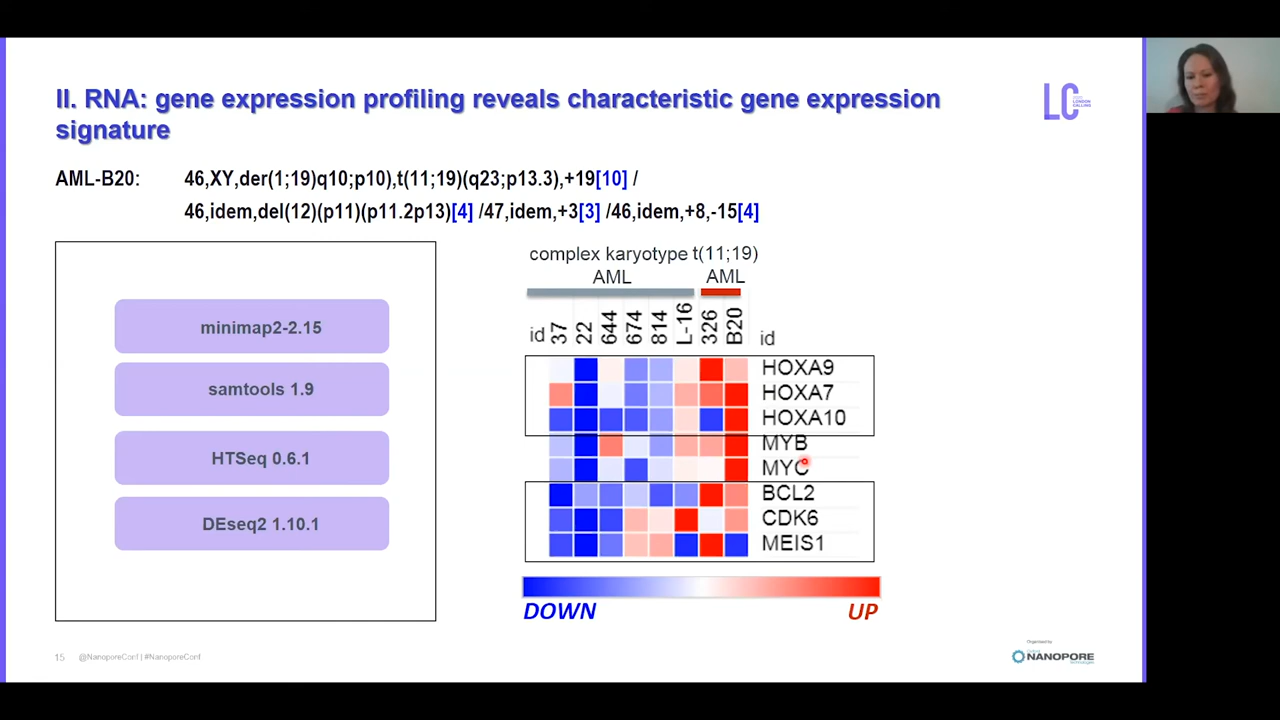 II. RNA: gene expression profiling reveals characteristic gene expression
signature
LC
LONDON
CALLING
AML-B20: 46,XY,der(1;19)q10;p10),t(11;19)(q23;p13.3),+19[10] /
46,idem,del(12)(p11)(p11.2p13)[4] /47,idem,+3[3] /46,idem,+8,-15[4]
minimap2-2.15
samtools 1.9
HTSeq 0.6.1
DEseq2 1.10.1
complex karyotype t(11;19)
AML AML
id 37 22 644 674 814 L-16 326 B20 id
HOXA9
HOXA7
HOXA10
MYB
MYC
BCL2
CDK6
MEIS1
DOWN UP
15 @NanoporeConf | #NanoporeConf
Organised by
NANOPORE
Technologies